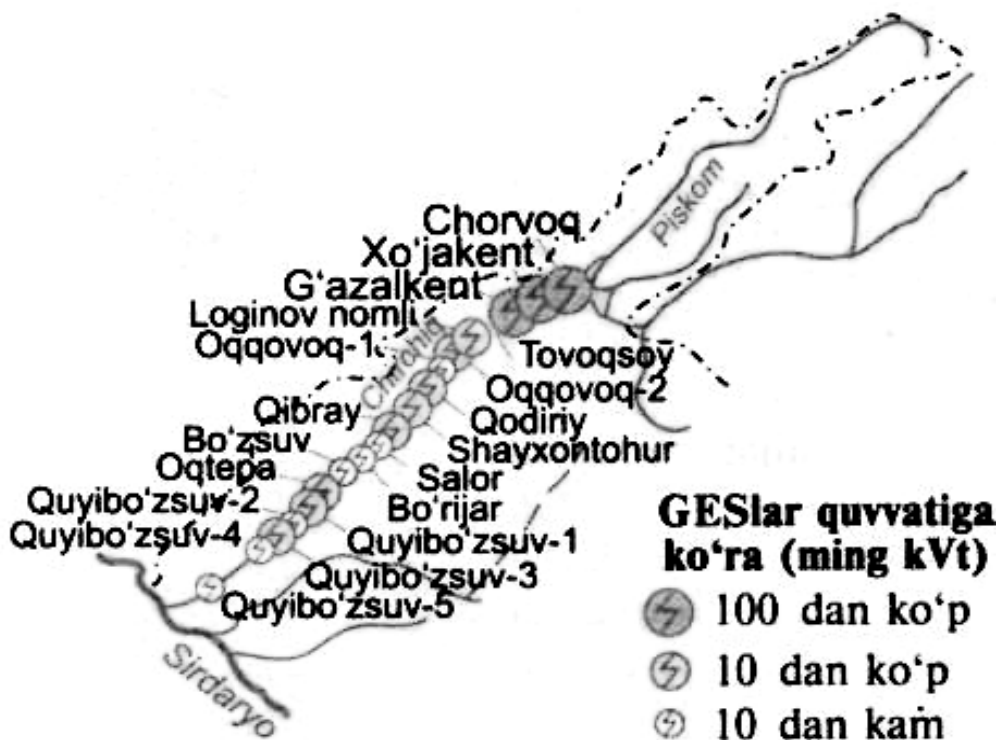 Piskom
Chorvoq
Xo‘jakent
G‘azalkent
Loginov nomli
Oqqovoq-1
Chirchiq
Tovoqsoy
Oqqovoq-2
Qibray
Qodiriy
Bo‘zsuv
Shayxontohur
Oqtepa
Salor
Quyibo‘zsuv-2
Bo‘rijar
Quyibo‘zsuv-4
Quyibo‘zsuv-1
Quyibo‘zsuv-3
Quyibo‘zsuv-5
Sirdaryo
GESlar quvvatiga
ko‘ra (ming kVt)
100 dan ko‘p
10 dan ko‘p
10 dan kam